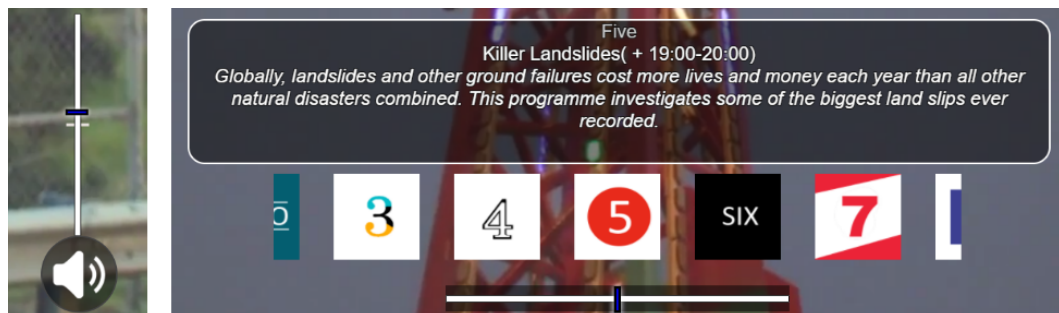 Five
Killer Landslides( + 19:00-20:00)
Globally, landslides and other ground failures cost more lives and money each year than all other
natural disasters combined. This programme investigates some of the biggest land slips ever
recorded.
3 4 5 SIX 7